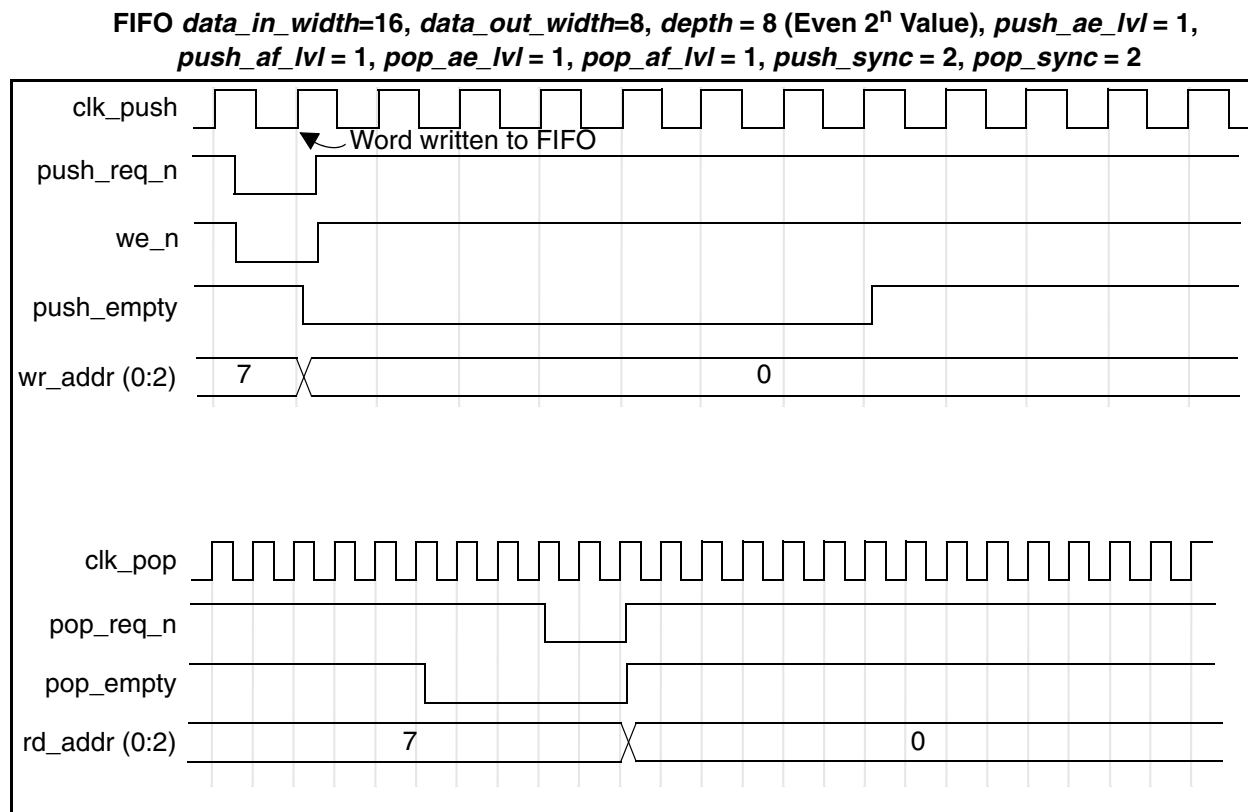 FIFO data_in_width=16, data_out_width=8, depth = 8 (Even 2ⁿ Value), push_ae_lvl = 1,
push_af_lvl = 1, pop_ae_lvl = 1, pop_af_lvl = 1, push_sync = 2, pop_sync = 2
clk_push
Word written to FIFO
push_req_n
we_n
push_empty
wr_addr (0:2) 7 0
clk_pop
pop_req_n
pop_empty
rd_addr (0:2) 7 0